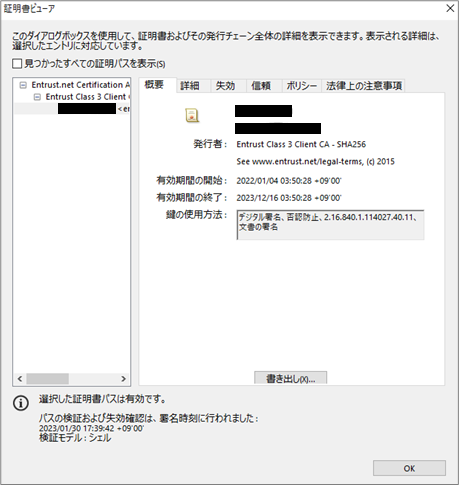 証明書ビューア
このダイアログボックスを使用して、証明書およびその発行チェーン全体の詳細を表示できます。表示される詳細は、
選択したエントリに対応しています。
見つかったすべての証明パスを表示(S)
Entrust.net Certification A
Entrust Class 3 Client C
<en
概要 詳細 失効 信頼 ポリシー 法律上の注意事項
発行者: Entrust Class 3 Client CA - SHA256
See www.entrust.net/legal-terms, (c) 2015
有効期間の開始: 2022/01/04 03:50:28 +09'00'
有効期間の終了: 2023/12/16 03:50:28 +09'00'
鍵の使用方法: デジタル署名、否認防止、2.16.840.1.114027.40.11、
文書の署名
書き出し(X)...
選択した証明書パスは有効です。
パスの検証および失効確認は、署名時刻に行われました:
2023/01/30 17:39:42 +09'00'
検証モデル: シェル
OK